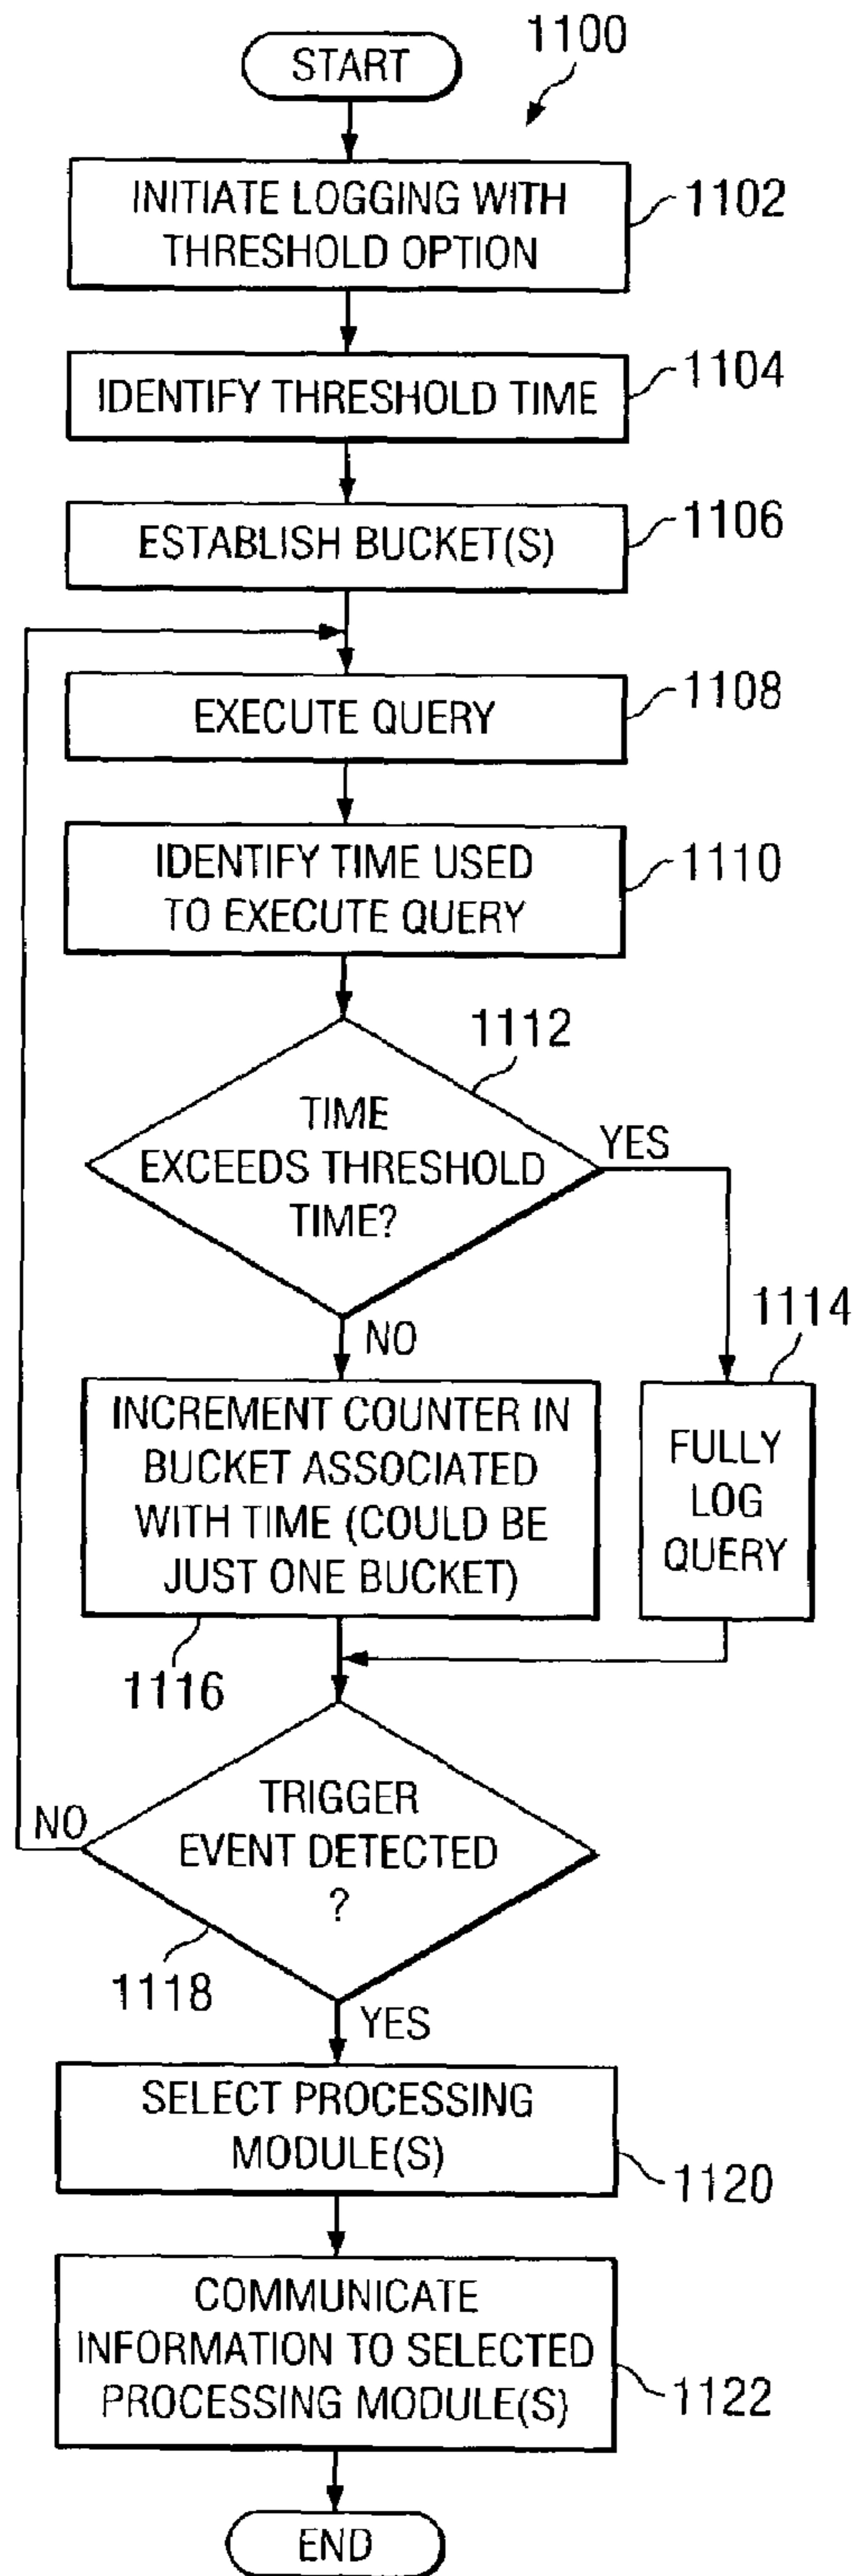 1100
START
INITIATE LOGGING WITH
THRESHOLD OPTION
1102
IDENTIFY THRESHOLD TIME
1104
ESTABLISH BUCKET(S)
1106
EXECUTE QUERY
1108
IDENTIFY TIME USED
TO EXECUTE QUERY
1110
1112
TIME
EXCEEDS THRESHOLD
TIME?
YES
NO
1114
INCREMENT COUNTER IN
BUCKET ASSOCIATED
WITH TIME (COULD BE
JUST ONE BUCKET)
FULLY
LOG
QUERY
1116
TRIGGER
EVENT DETECTED
?
NO
1118
YES
SELECT PROCESSING
MODULE(S)
1120
COMMUNICATE
INFORMATION TO SELECTED
PROCESSING MODULE(S)
1122
END